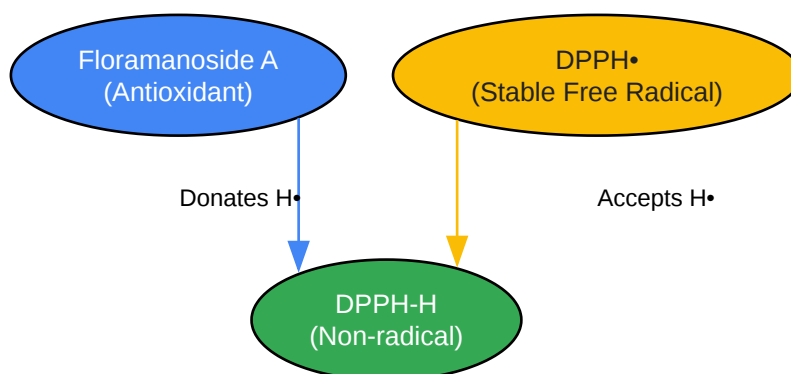 Floramanoside A
(Antioxidant)
DPPH•
(Stable Free Radical)
Donates H•
Accepts H•
DPPH-H
(Non-radical)